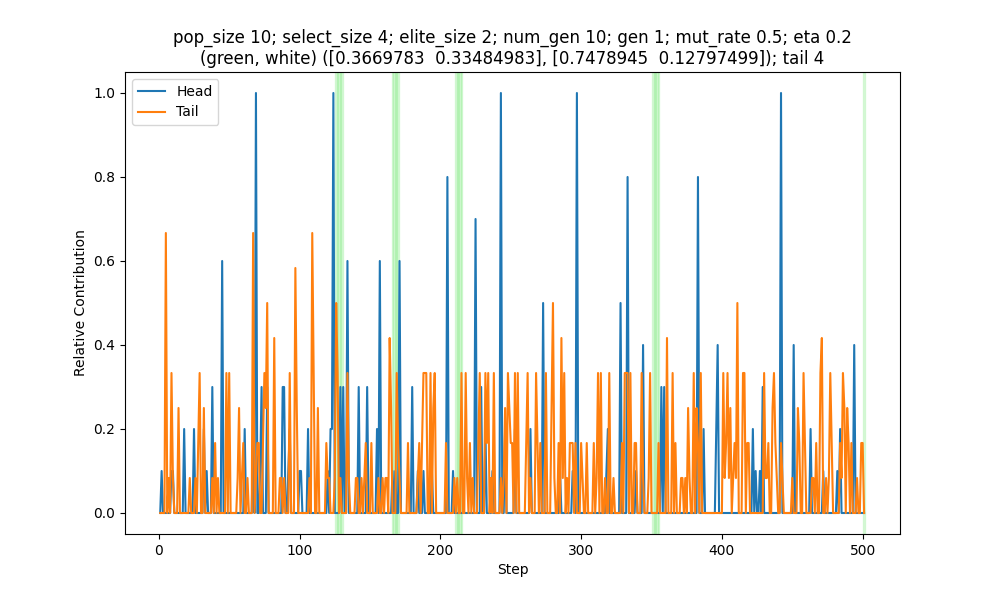 pop_size 10; select_size 4; elite_size 2; num_gen 10; gen 1; mut_rate 0.5; eta 0.2
(green, white) ([0.3669783  0.33484983], [0.7478945  0.12797499]); tail 4
Head
Tail
1.0
0.8
0.6
0.4
0.2
0.0
Relative Contribution
0
100
200
300
400
500
Step